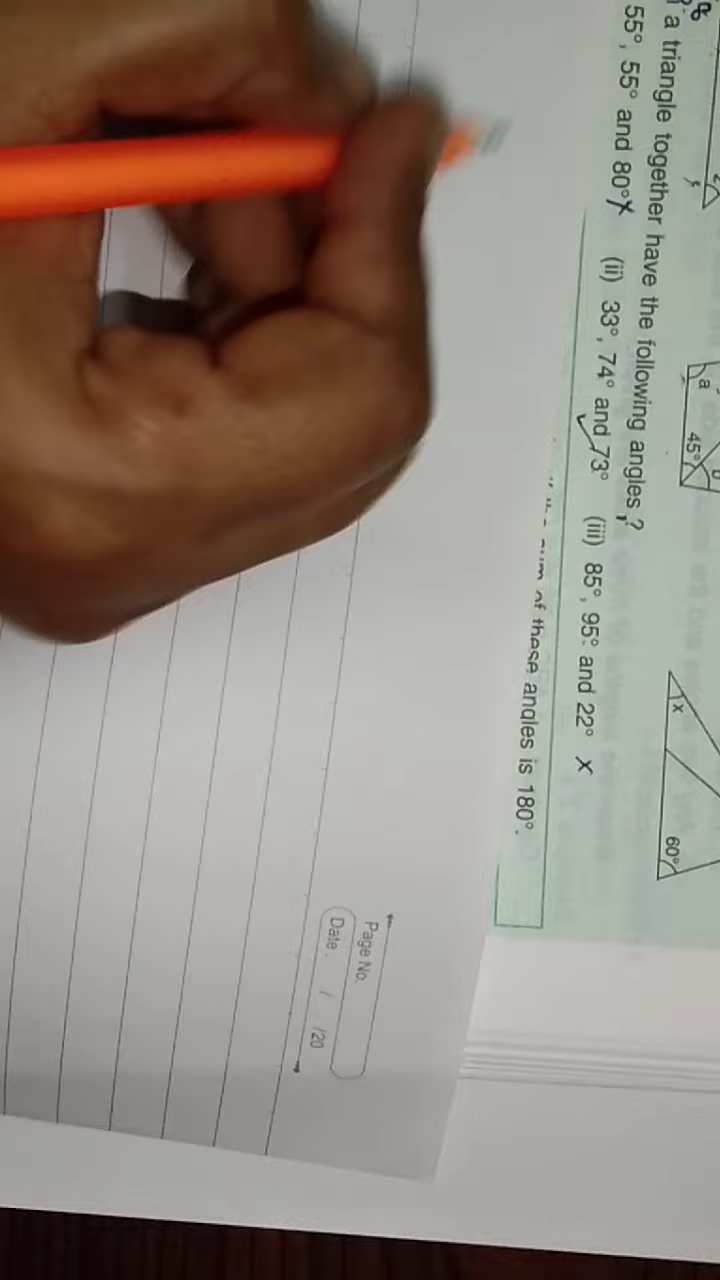 8
a triangle together have the following angles ?
55°, 55° and 80° X (ii) 33°, 74° and 73° ✓ (iii) 85°, 95° and 22° X
of these angles is 180°.
a
45°
x
60°
Page No.
Date. / /20